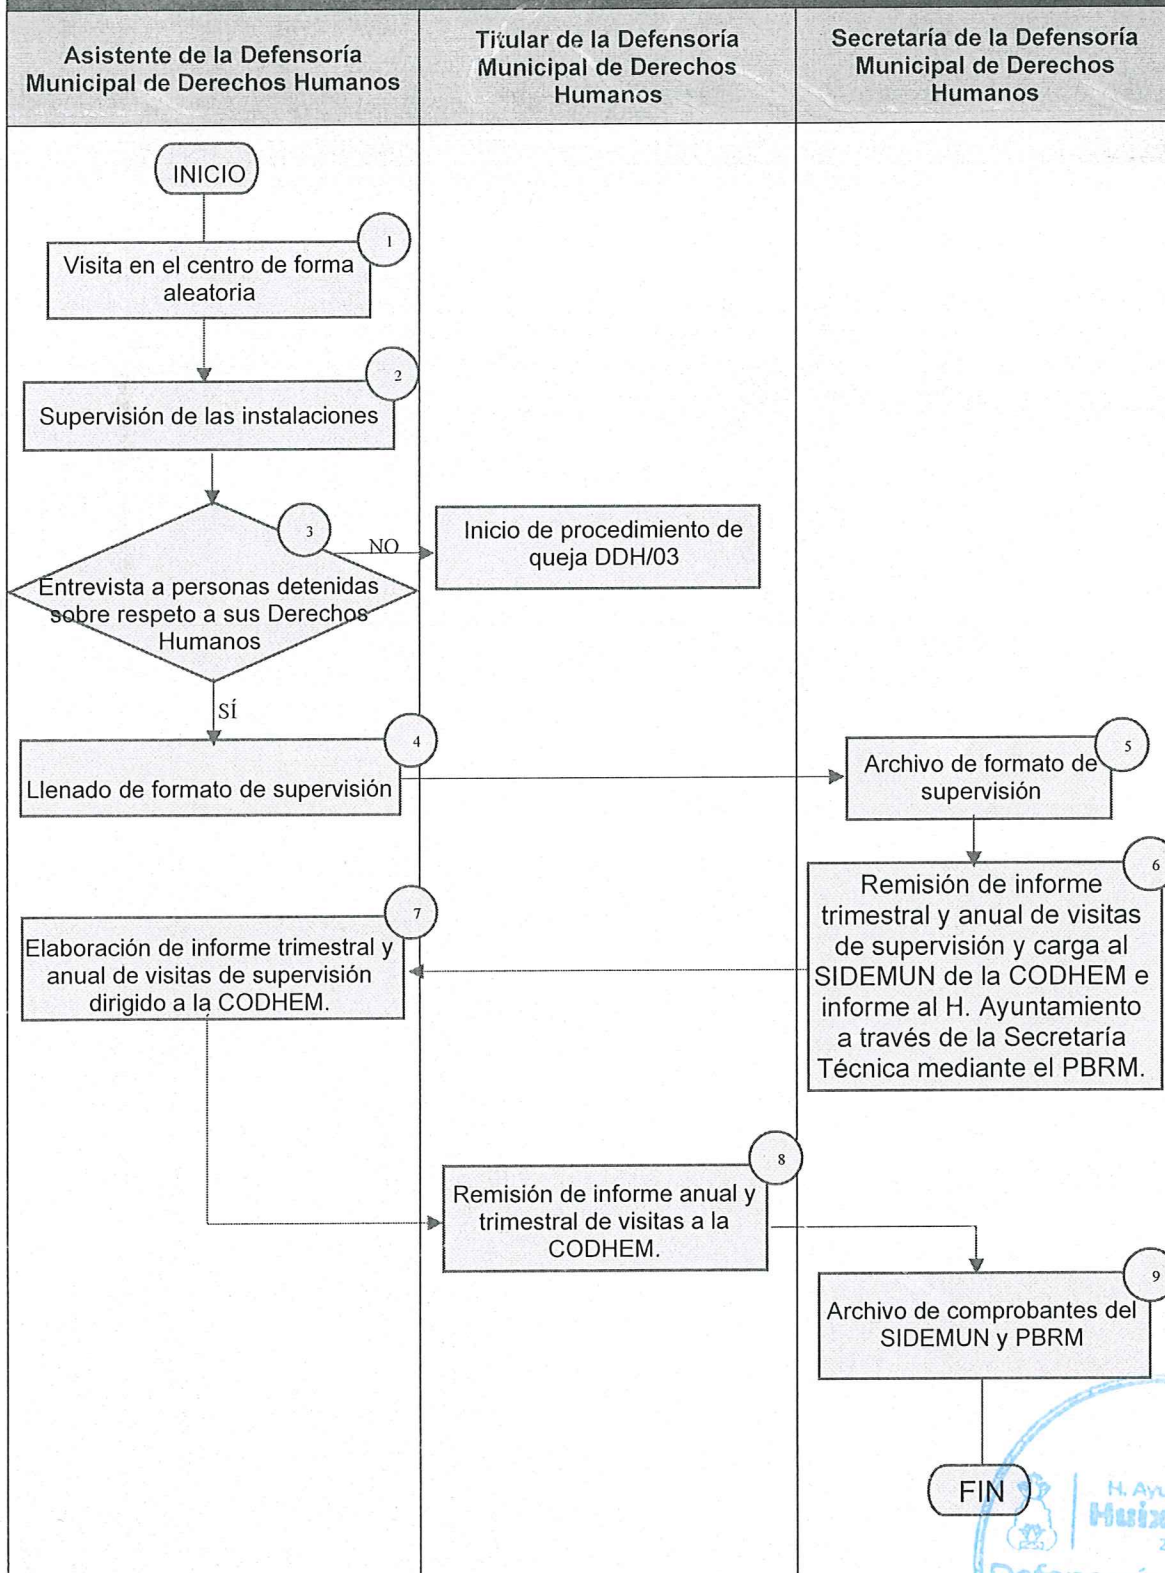 Asistente de la Defensoría
Municipal de Derechos Humanos
Titular de la Defensoría
Municipal de Derechos
Humanos
Secretaría de la Defensoría
Municipal de Derechos
Humanos
INICIO
1
Visita en el centro de forma
aleatoria
2
Supervisión de las instalaciones
3
NO
Entrevista a personas detenidas
sobre respeto a sus Derechos
Humanos
Inicio de procedimiento de
queja DDH/03
SÍ
4
Llenado de formato de supervisión
5
Archivo de formato de
supervisión
6
Remisión de informe
trimestral y anual de visitas
de supervisión y carga al
SIDEMUN de la CODHEM e
informe al H. Ayuntamiento
a través de la Secretaría
Técnica mediante el PBRM.
7
Elaboración de informe trimestral y
anual de visitas de supervisión
dirigido a la CODHEM.
8
Remisión de informe anual y
trimestral de visitas a la
CODHEM.
9
Archivo de comprobantes del
SIDEMUN y PBRM
FIN
H. Ayu